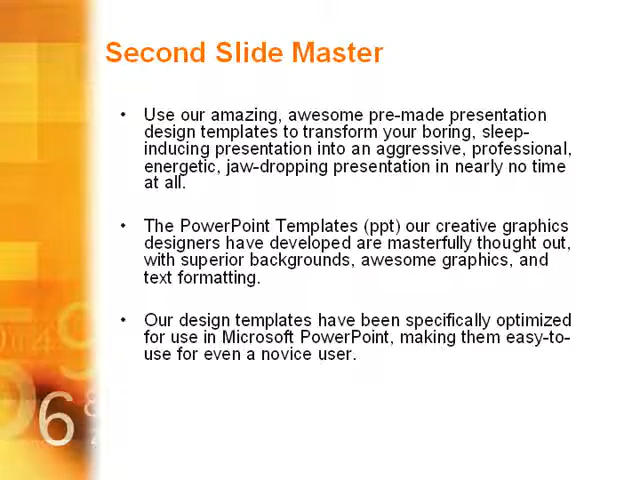 Second Slide Master
• Use our amazing, awesome pre-made presentation
design templates to transform your boring, sleep-
inducing presentation into an aggressive, professional,
energetic, jaw-dropping presentation in nearly no time
at all.
• The PowerPoint Templates (ppt) our creative graphics
designers have developed are masterfully thought out,
with superior backgrounds, awesome graphics, and
text formatting.
• Our design templates have been specifically optimized
for use in Microsoft PowerPoint, making them easy-to-
use for even a novice user.
9
4
6 8